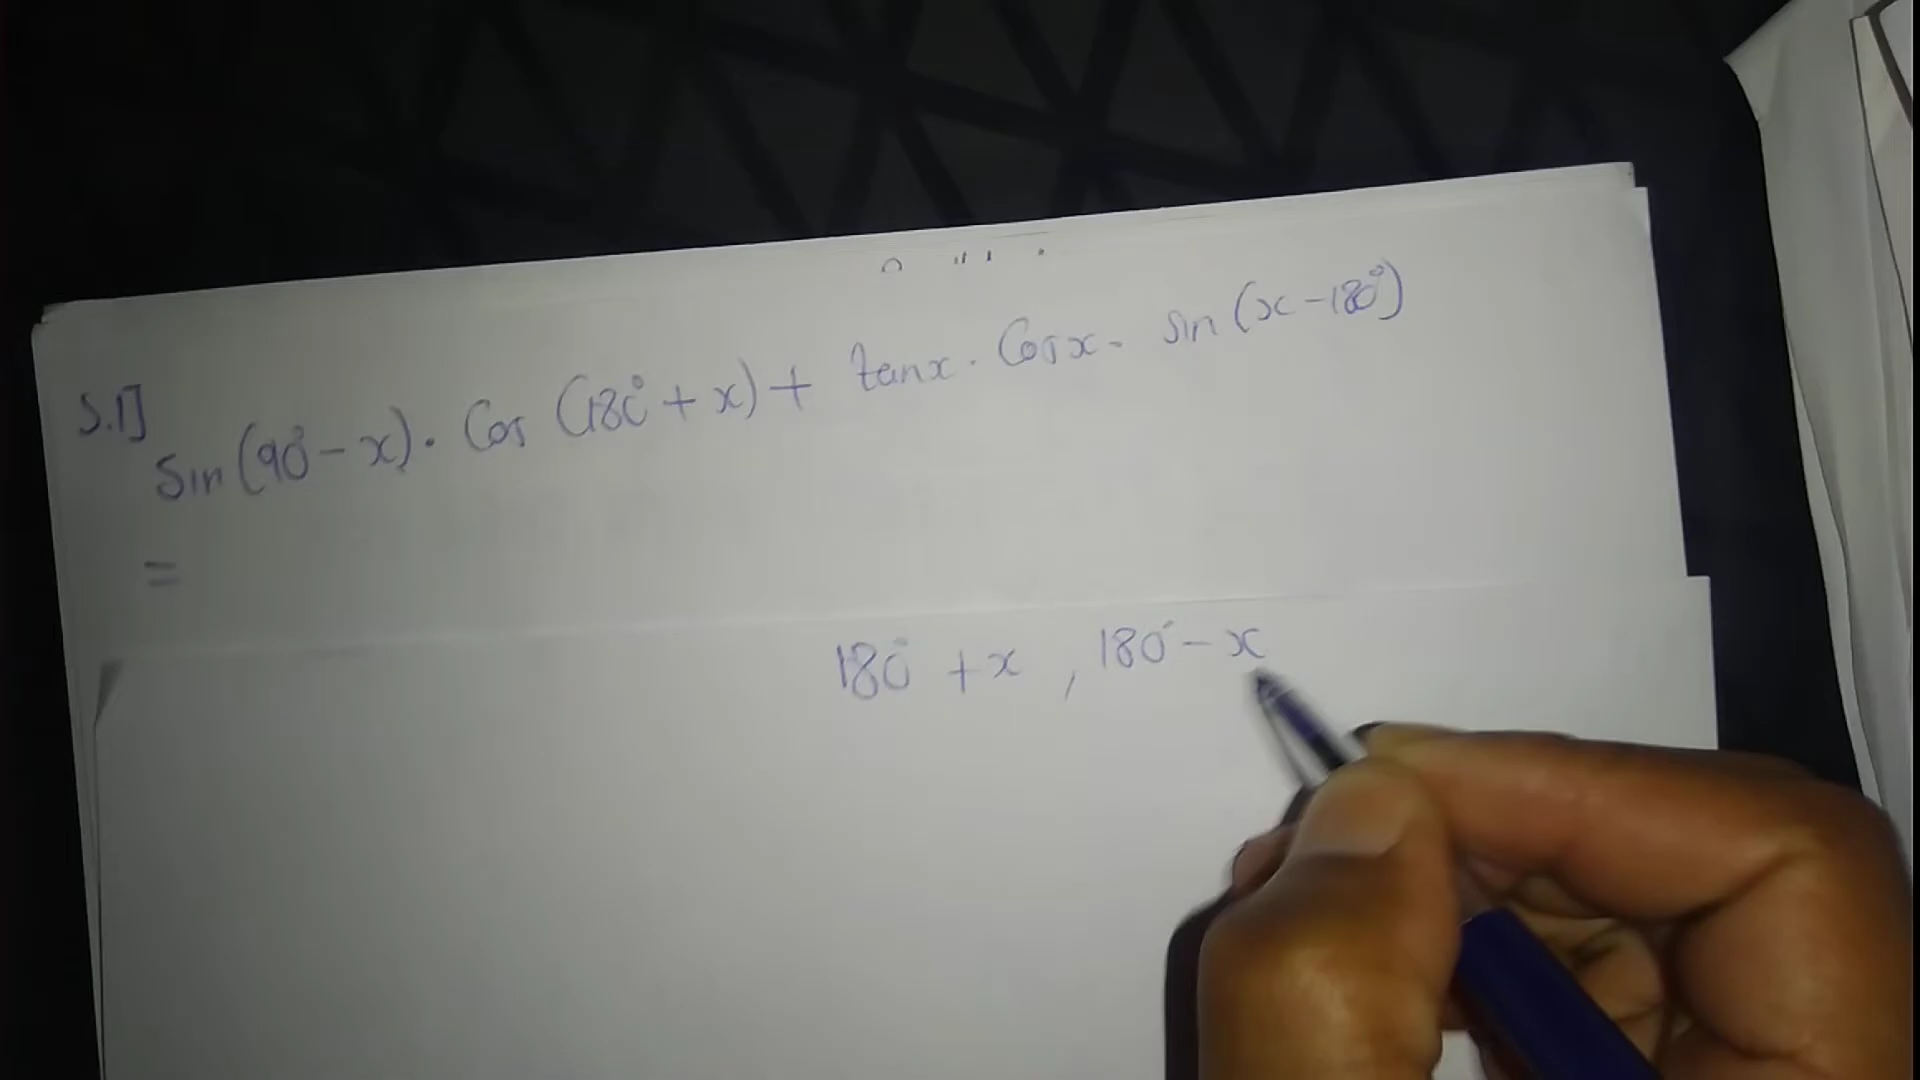 5.1]
sin(90°-x). Cos (180°+x)+ tanx. Cosx. sin(x-180°)
=
180° +x , 180°-x